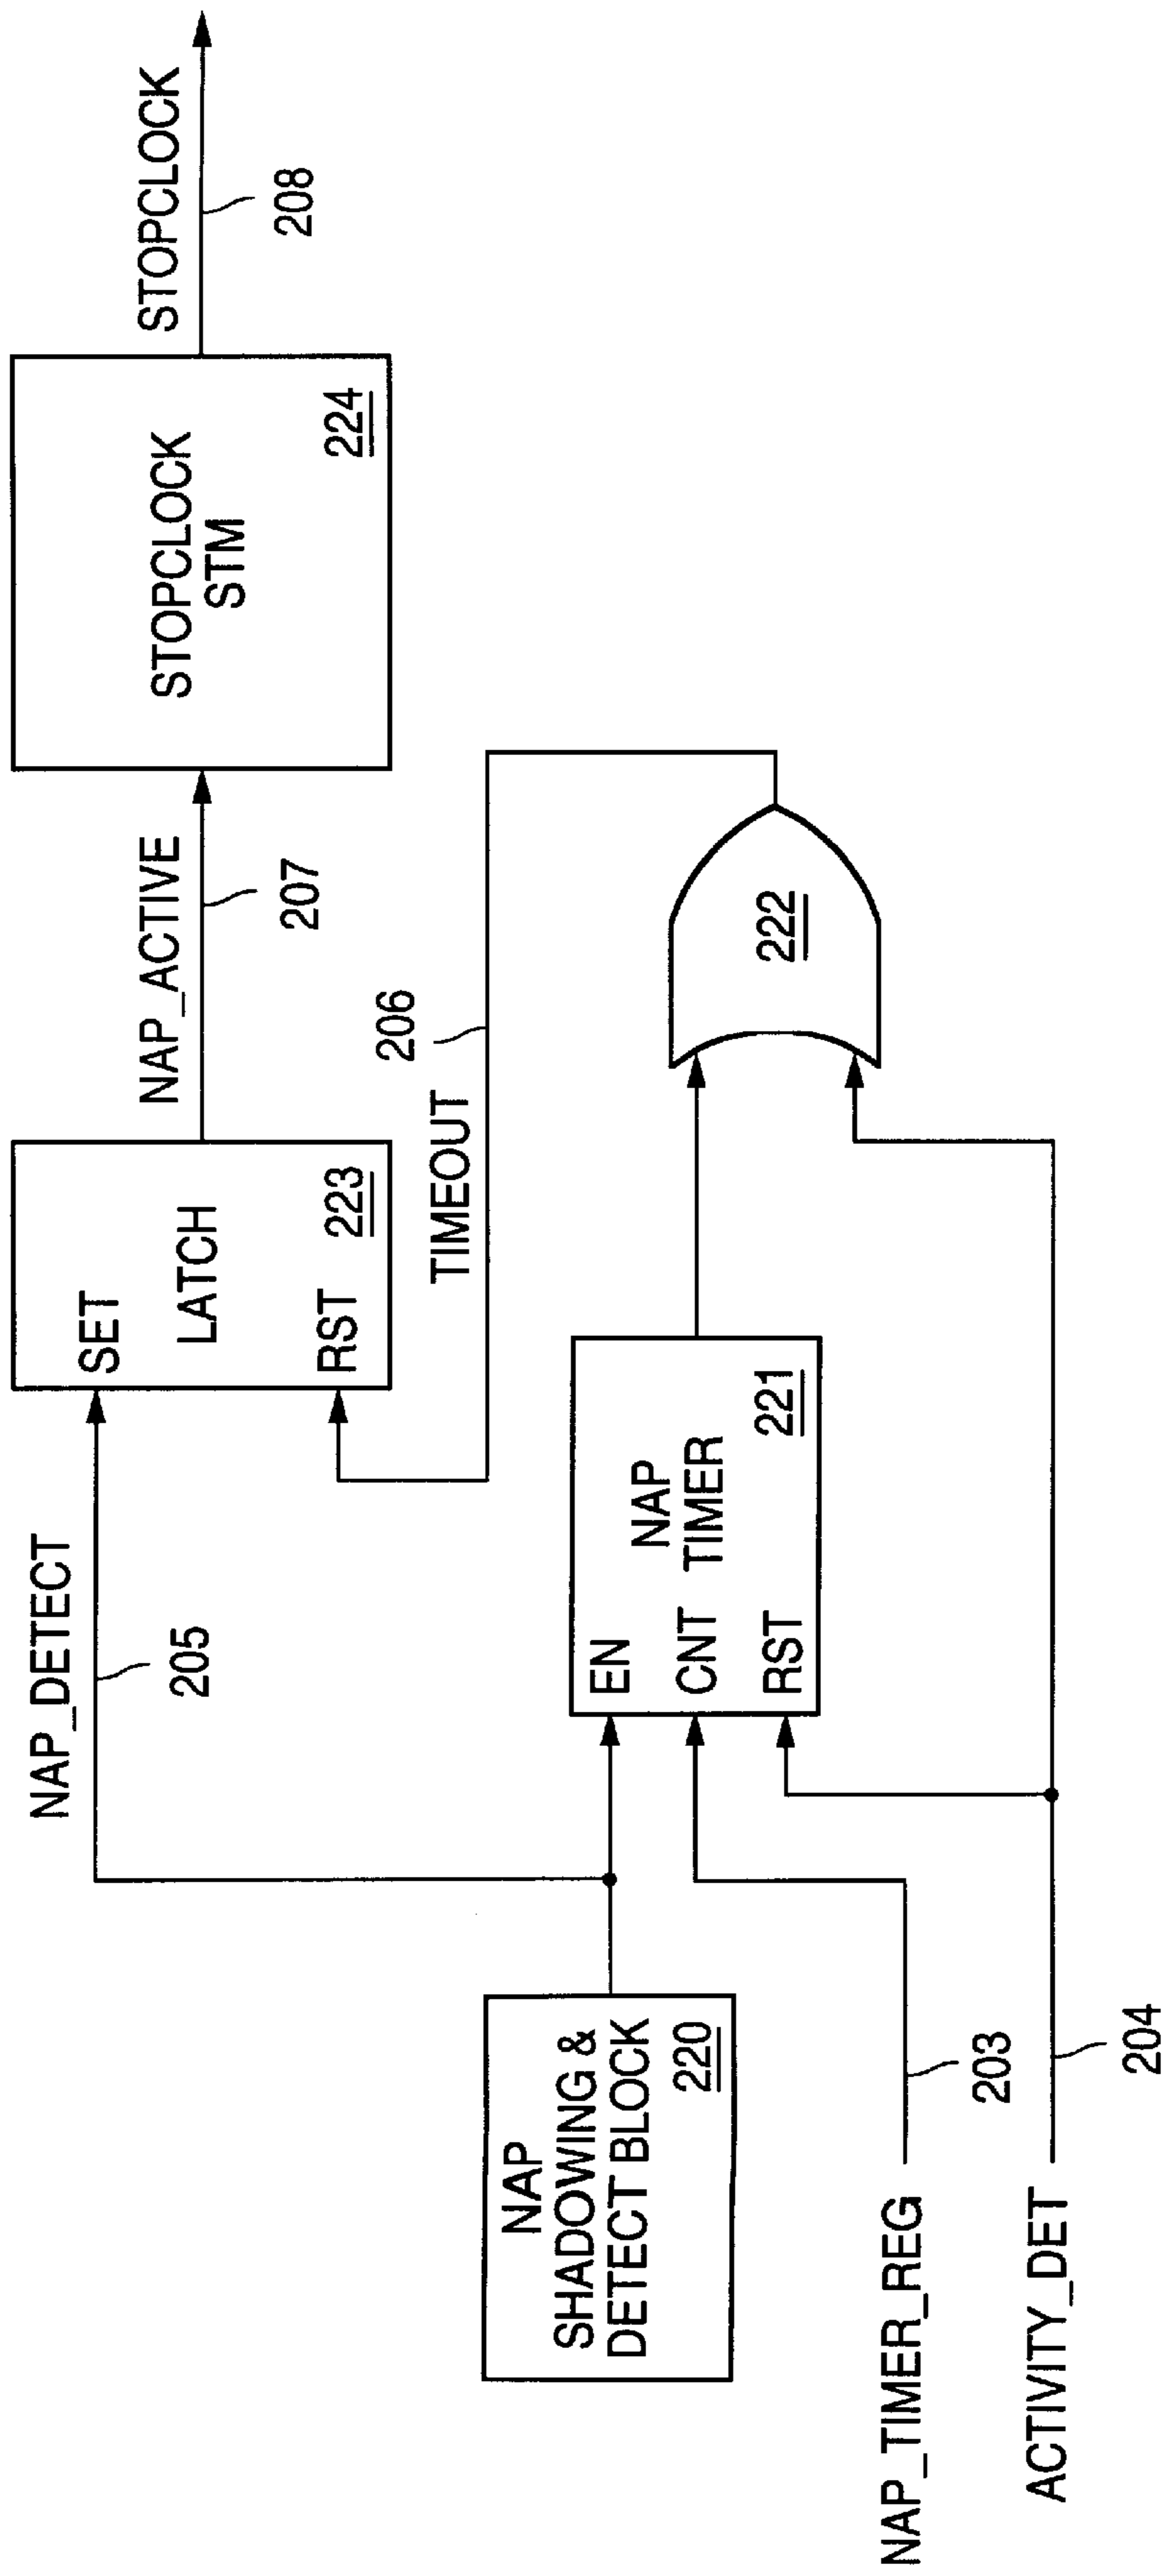 NAP_DETECT
205
SET
LATCH
RST
223
NAP_ACTIVE
207
STOPCLOCK
STM
224
STOPCLOCK
208
TIMEOUT
206
NAP
SHADOWING &
DETECT BLOCK
220
EN
NAP
CNT TIMER
RST
221
222
NAP_TIMER_REG
203
ACTIVITY_DET
204